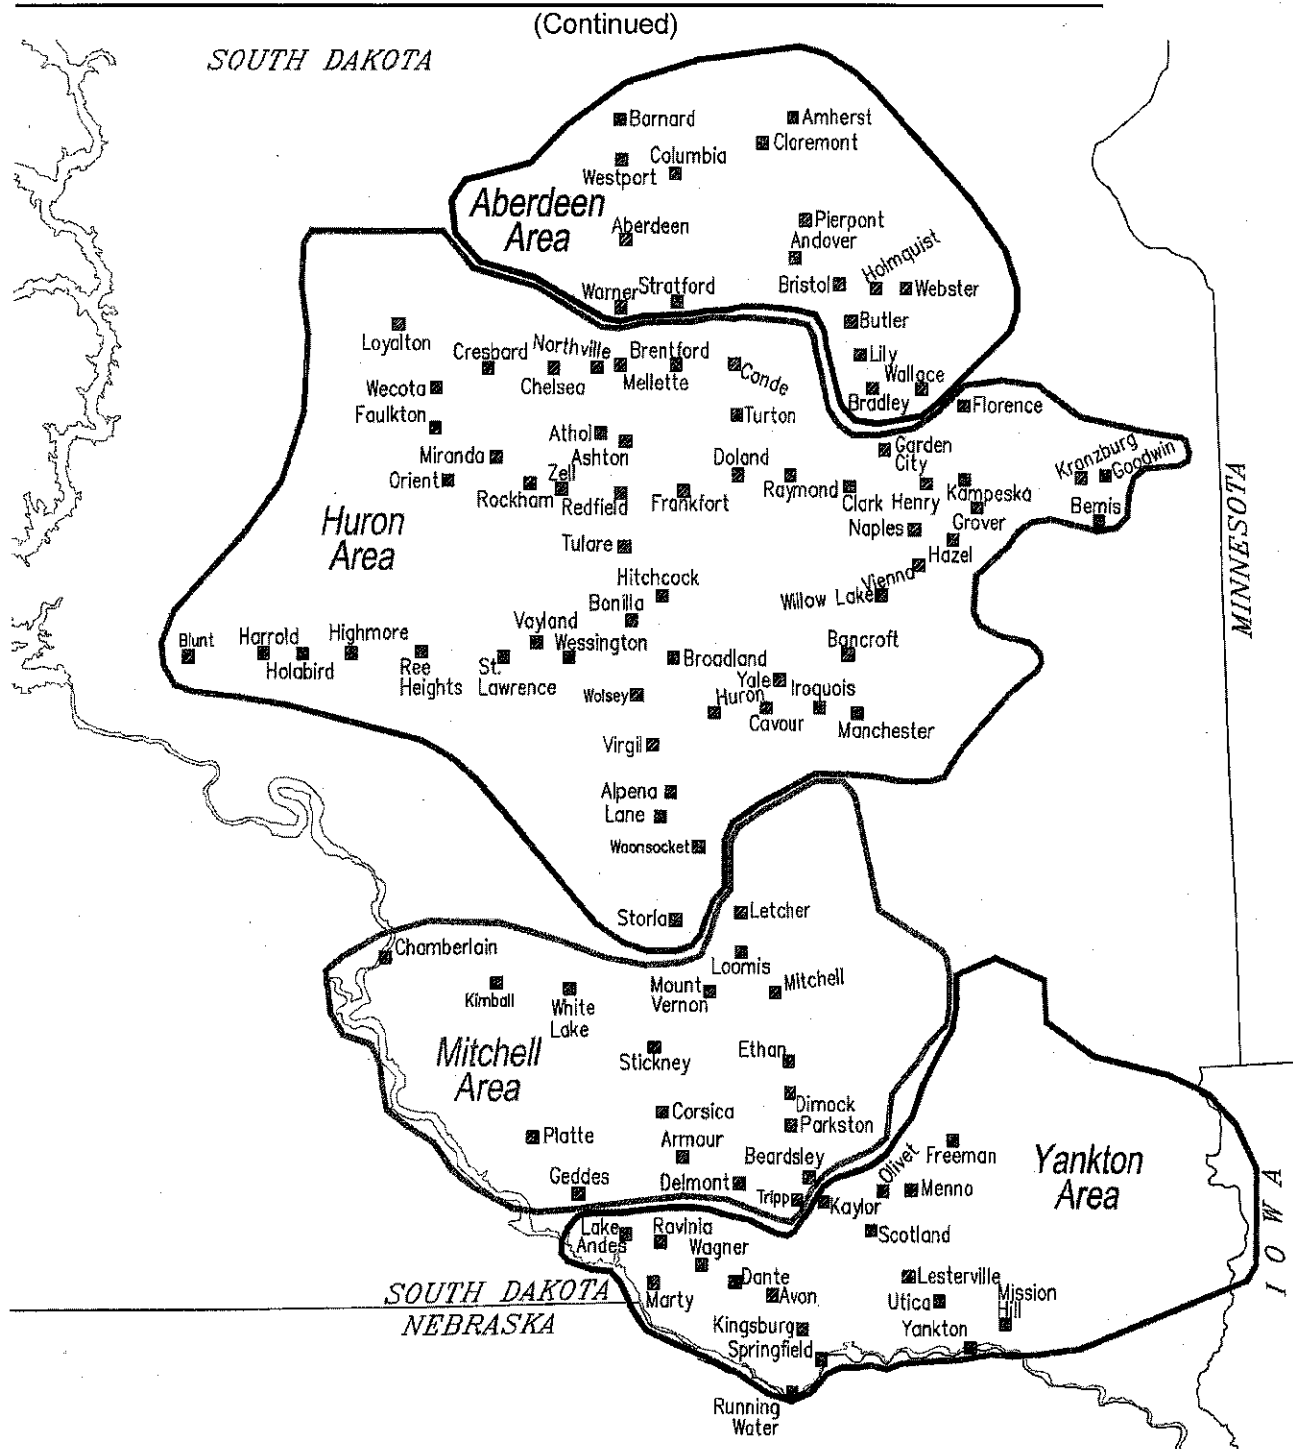 (Continued)
SOUTH DAKOTA
Barnard
Amherst
Claremont
Columbia
Westport
Aberdeen
Area
Aberdeen
Pierpont
Andover
Holmquist
Bristol
Webster
Warner
Stratford
Butler
Loyalton
Lily
Cresbard
Northville
Brentford
Conde
Chelsea
Mellette
Wallace
Wecota
Bradley
Florence
Faulkton
Turton
Athol
Ashton
Garden
City
Miranda
Doland
Kranzburg
Goodwin
Orient
Rockham
Zell
Redfield
Frankfort
Raymond
Clark
Henry
Kampeska
Bemis
Huron
Area
Grover
Naples
Tulare
Hazel
MINNESOTA
Hitchcock
Vienna
Bonilla
Willow Lake
Vayland
Wessington
Bancroft
Blunt
Harrold
Highmore
Holabird
Ree
Heights
St.
Lawrence
Broadland
Yale
Wolsey
Huron
Iroquois
Cavour
Manchester
Virgil
Alpena
Lane
Woonsocket
Storla
Letcher
Chamberlain
Loomis
Kimball
White
Lake
Mount
Vernon
Mitchell
Mitchell
Area
Stickney
Ethan
Dimock
Corsica
Parkston
Platte
Armour
Beardsley
Olivet
Freeman
Yankton
Area
Geddes
Delmont
Tripp
Kaylor
Menno
IOWA
Lake
Andes
Ravinia
Scotland
Wagner
SOUTH DAKOTA
NEBRASKA
Marty
Dante
Avon
Lesterville
Utica
Mission
Hill
Kingsburg
Yankton
Springfield
Running
Water